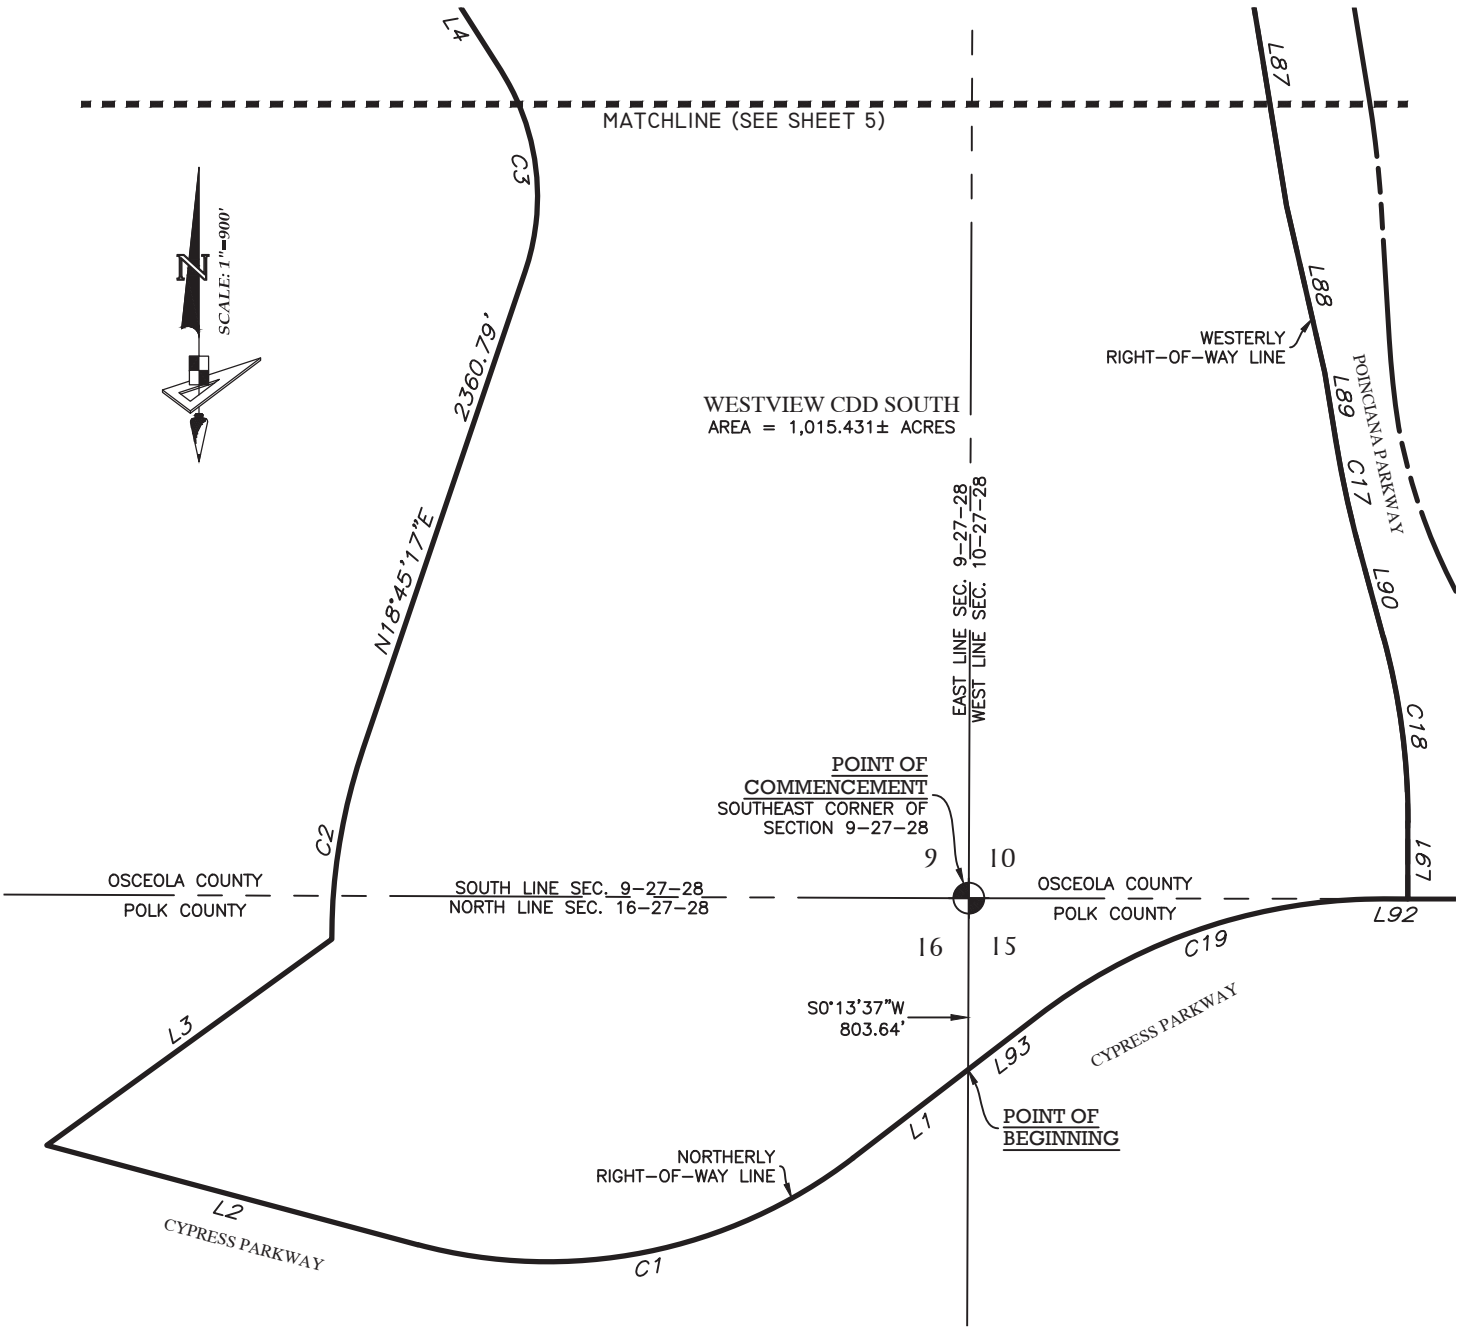 L4
L87
MATCHLINE (SEE SHEET 5)
C3
N
SCALE: 1"=900'
L88
WESTERLY
RIGHT-OF-WAY LINE
2360.79'
L89
POINCIANA PARKWAY
WESTVIEW CDD SOUTH
AREA = 1,015.431± ACRES
C17
EAST LINE SEC. 9-27-28
WEST LINE SEC. 10-27-28
N18°45'17"E
L90
C18
POINT OF
COMMENCEMENT
SOUTHEAST CORNER OF
SECTION 9-27-28
C2
9
10
L67
OSCEOLA COUNTY
POLK COUNTY
SOUTH LINE SEC. 9-27-28
NORTH LINE SEC. 16-27-28
OSCEOLA COUNTY
POLK COUNTY
L92
16
15
C19
S0°13'37"W
803.64'
CYPRESS PARKWAY
L3
L93
L1
POINT OF
BEGINNING
NORTHERLY
RIGHT-OF-WAY LINE
L2
CYPRESS PARKWAY
C1